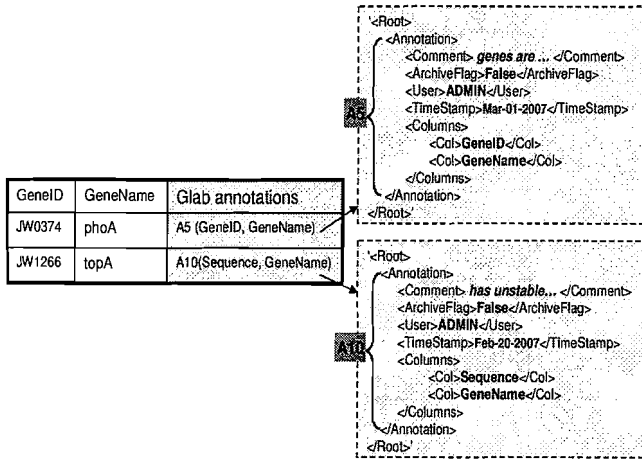 '<Root>
<Annotation>
<Comment> genes are ... </Comment>
<ArchiveFlag>False</ArchiveFlag>
<User>ADMIN</User>
<TimeStamp>Mar-01-2007</TimeStamp>
<Columns>
<Col>GeneID</Col>
<Col>GeneName</Col>
</Columns>
</Annotation>
</Root>'
A5
GeneID GeneName Glab annotations
JW0374 phoA A5 (GeneID, GeneName)
JW1266 topA A10(Sequence, GeneName)
'<Root>
<Annotation>
<Comment> has unstable... </Comment>
<ArchiveFlag>False</ArchiveFlag>
<User>ADMIN</User>
<TimeStamp>Feb-20-2007</TimeStamp>
<Columns>
<Col>Sequence</Col>
<Col>GeneName</Col>
</Columns>
</Annotation>
</Root>'
A10